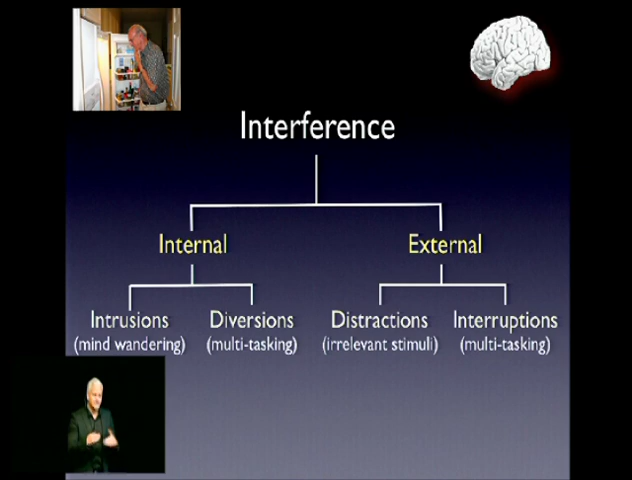 Interference
Internal
External
Intrusions
(mind wandering)
Diversions
(multi-tasking)
Distractions
(irrelevant stimuli)
Interruptions
(multi-tasking)